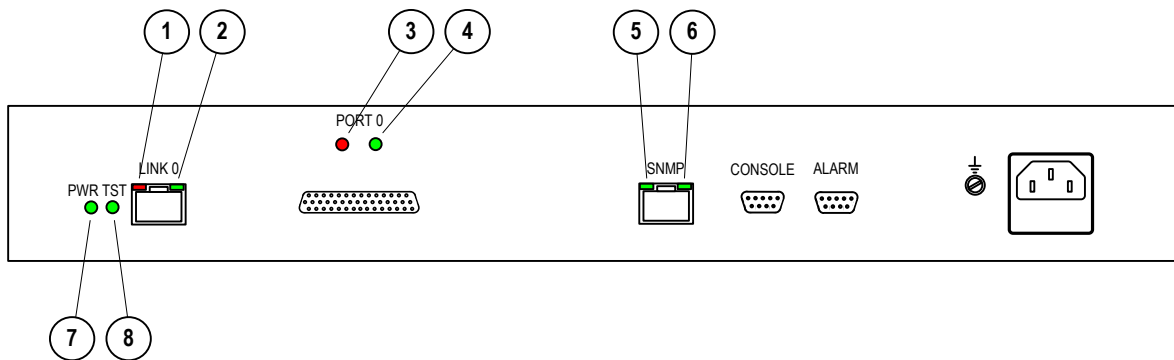 1 2 3 4 5 6
PORT 0
LINK 0 SNMP CONSOLE ALARM
PWR TST
7 8